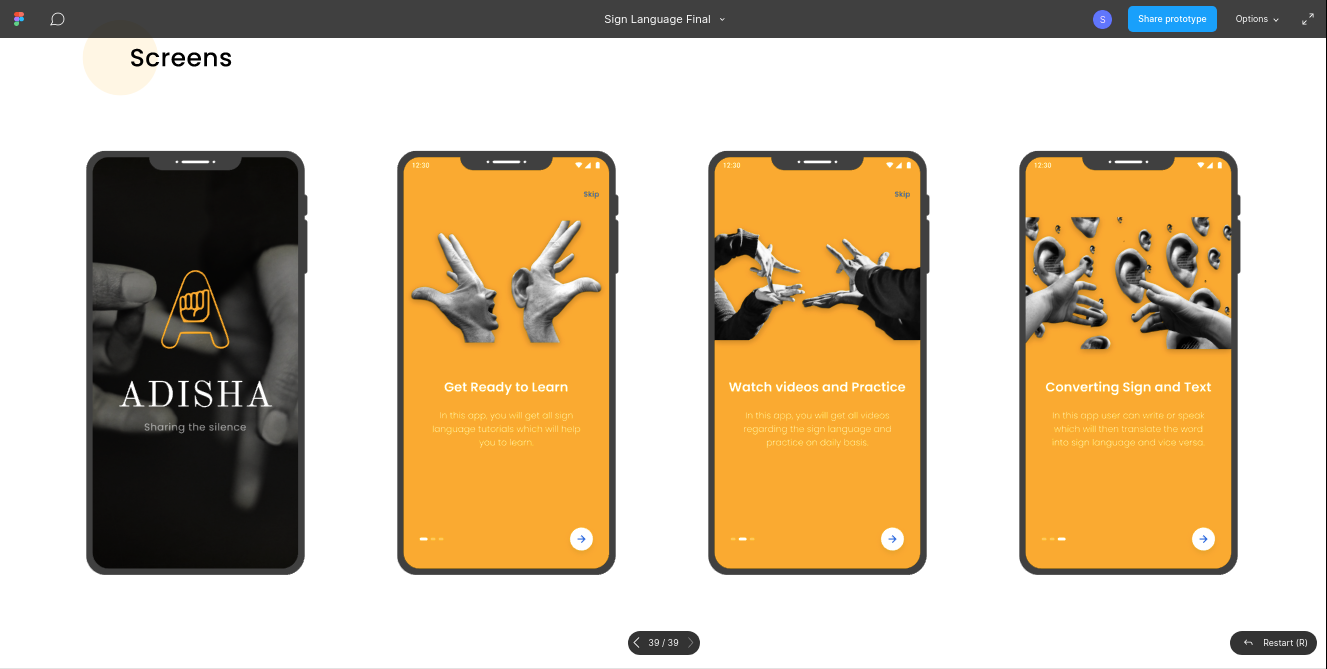 Sign Language Final
S
Share prototype
Options
Screens
ADISHA
Sharing the silence
12:30
Skip
Get Ready to Learn
In this app, you will get all sign
language tutorials which will help
you to learn.
12:30
Skip
Watch videos and Practice
In this app, you will get all videos
regarding the sign language and
practice on daily basis.
12:30
Converting Sign and Text
In this app user can write or speak
which will then translate the word
into sign language and vice versa.
39 / 39
Restart (R)